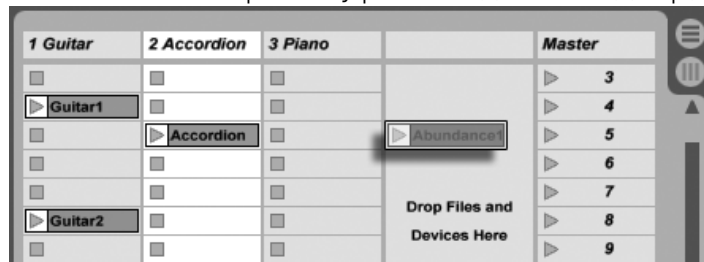 1 Guitar 2 Accordion 3 Piano Master
3
Guitar1 4
Accordion Abundance1 5
6
7
Drop Files and
Guitar2 8
Devices Here
9